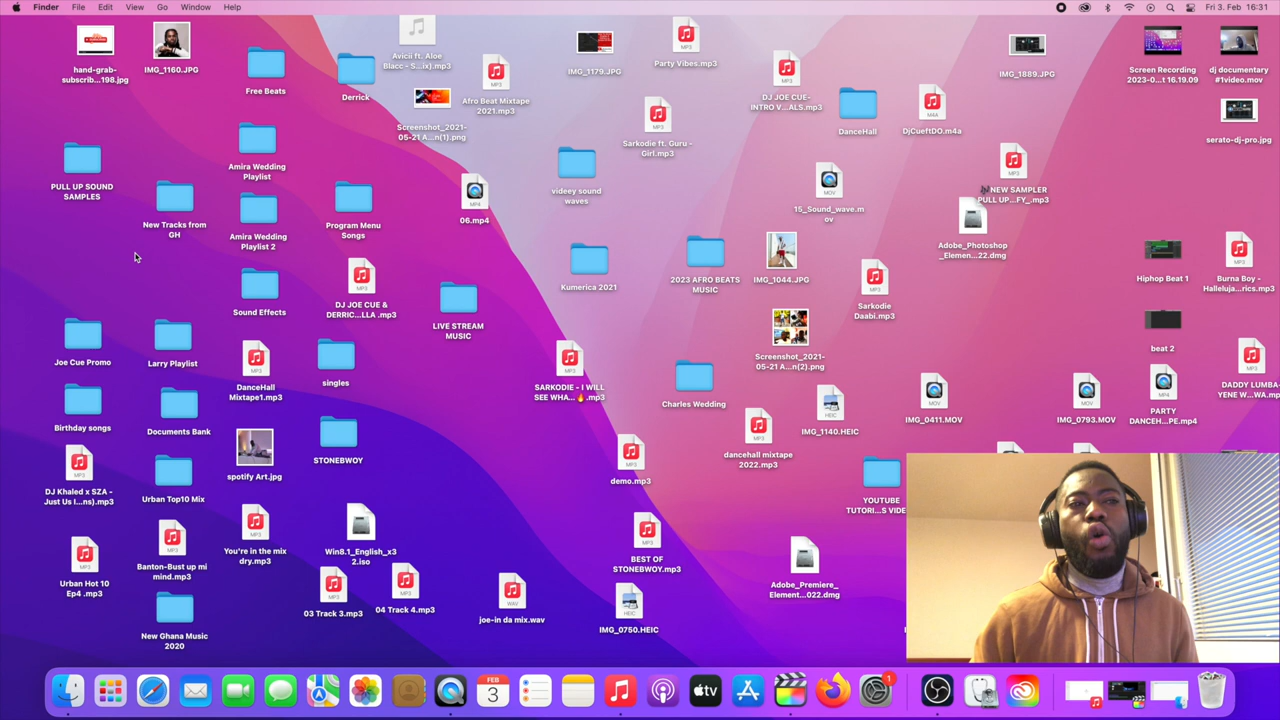 Finder File Edit View Go Window Help
Fri 3. Feb 16:31
hand-grab-
subscrib...198.jpg
IMG_1160.JPG
Free Beats
Derrick
Avicii ft. Aloe
Blacc - S...ix).mp3
Afro Beat Mixtape
2021.mp3
Screenshot_2021-
05-21 A...n(1).png
IMG_1179.JPG
Party Vibes.mp3
DJ JOE CUE-
INTRO V...ALS.mp3
Sarkodie ft. Guru -
Girl.mp3
DanceHall
DjCueftDO.m4a
IMG_1889.JPG
Screen Recording
2023-0...t 16.19.09
dj documentary
#1video.mov
serato-dj-pro.jpg
PULL UP SOUND
SAMPLES
New Tracks from
GH
Amira Wedding
Playlist
Amira Wedding
Playlist 2
Program Menu
Songs
06.mp4
videey sound
waves
15_Sound_wave.m
ov
NEW SAMPLER
PULL UP...FY_.mp3
Adobe_Photoshop
_Elemen...22.dmg
Sound Effects
DJ JOE CUE &
DERRIC...LLA .mp3
LIVE STREAM
MUSIC
Kumerica 2021
2023 AFRO BEATS
MUSIC
IMG_1044.JPG
Sarkodie
Daabi.mp3
Hiphop Beat 1
Burna Boy -
Halleluja...rics.mp3
Joe Cue Promo
Larry Playlist
DanceHall
Mixtape1.mp3
singles
SARKODIE - I WILL
SEE WHA...🔥.mp3
Screenshot_2021-
05-21 A...n(2).png
beat 2
DADDY LUMBA-
YENE W...WA.mp
Birthday songs
Documents Bank
spotify Art.jpg
STONEBWOY
Charles Wedding
IMG_1140.HEIC
IMG_0411.MOV
IMG_0793.MOV
PARTY
DANCEH...PE.mp4
DJ Khaled x SZA -
Just Us I...ns).mp3
Urban Top10 Mix
demo.mp3
dancehall mixtape
2022.mp3
YOUTUBE
TUTORI...S VIDE
Urban Hot 10
Ep4 .mp3
Banton-Bust up mi
mind.mp3
You're in the mix
dry.mp3
Win8.1_English_x3
2.iso
BEST OF
STONEBWOY.mp3
Adobe_Premiere_
Element...022.dmg
03 Track 3.mp3
04 Track 4.mp3
joe-in da mix.wav
IMG_0750.HEIC
New Ghana Music
2020
FEB
3
tv
1